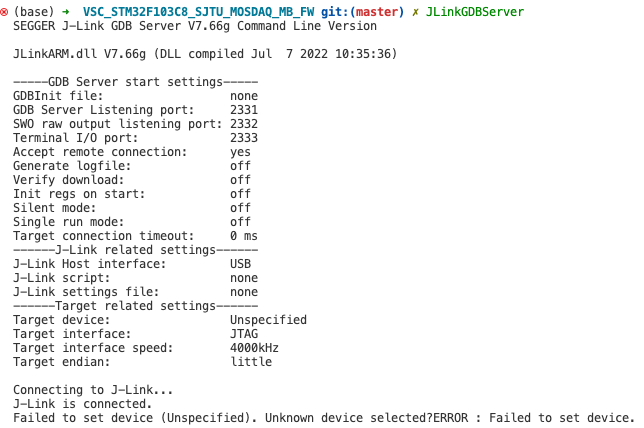 (base) ➜  VSC_STM32F103C8_SJTU_MOSDAQ_MB_FW git:(master) ✗ JLinkGDBServer
SEGGER J-Link GDB Server V7.66g Command Line Version

JLinkARM.dll V7.66g (DLL compiled Jul  7 2022 10:35:36)

-----GDB Server start settings-----
GDBInit file:                  none
GDB Server Listening port:     2331
SWO raw output listening port: 2332
Terminal I/O port:             2333
Accept remote connection:      yes
Generate logfile:              off
Verify download:               off
Init regs on start:            off
Silent mode:                   off
Single run mode:               off
Target connection timeout:     0 ms
------J-Link related settings------
J-Link Host interface:         USB
J-Link script:                 none
J-Link settings file:          none
------Target related settings------
Target device:                 Unspecified
Target interface:              JTAG
Target interface speed:        4000kHz
Target endian:                 little

Connecting to J-Link...
J-Link is connected.
Failed to set device (Unspecified). Unknown device selected?ERROR : Failed to set device.